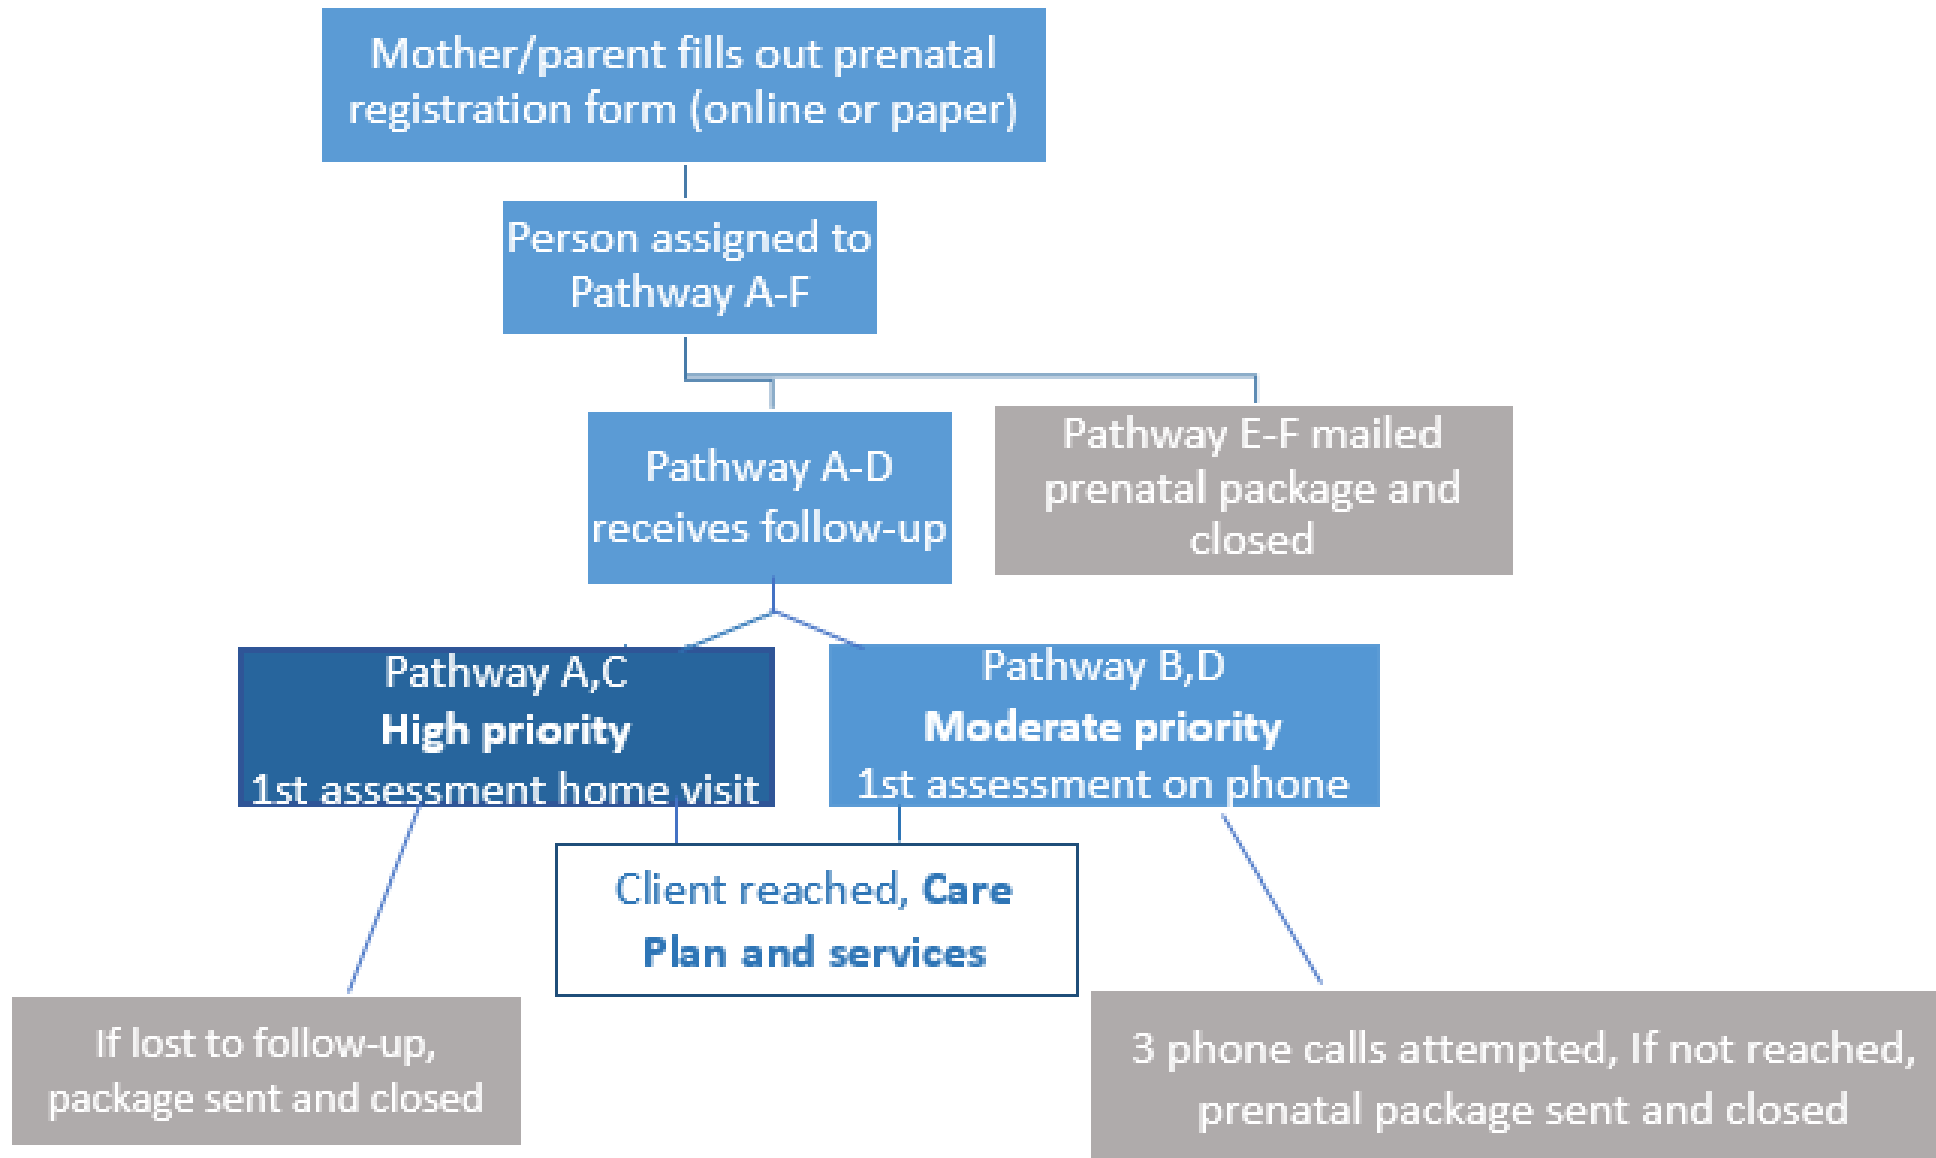 Mother/parent fills out prenatal
registration form (online or paper)
Person assigned to
Pathway A-F
Pathway A-D
receives follow-up
Pathway E-F mailed
prenatal package and
closed
Pathway A,C
High priority
1st assessment home visit
Pathway B,D
Moderate priority
1st assessment on phone
Client reached, Care
Plan and services
If lost to follow-up,
package sent and closed
3 phone calls attempted, If not reached,
prenatal package sent and closed